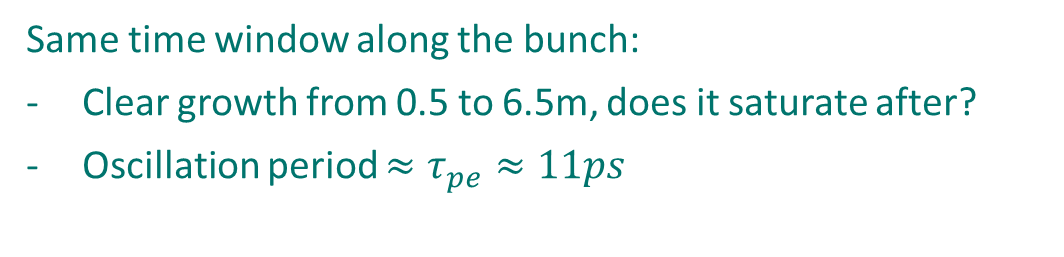 Same time window along the bunch:
- Clear growth from 0.5 to 6.5m, does it saturate after?
- Oscillation period ≈ τ_pe ≈ 11ps